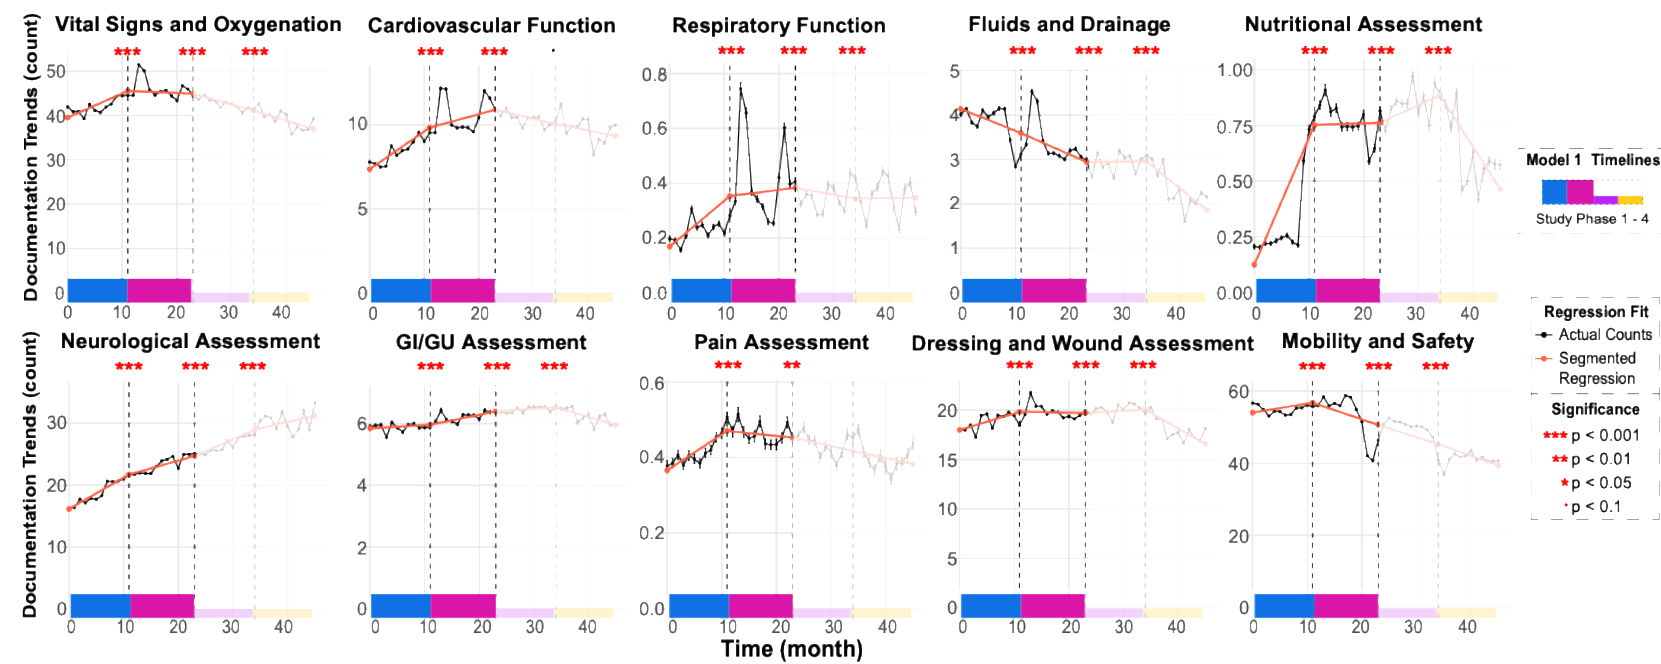 Vital Signs and Oxygenation
Cardiovascular Function
Respiratory Function
Fluids and Drainage
Nutritional Assessment
*** *** ***
*** *** .
*** *** ***
*** *** ***
*** *** ***
Documentation Trends (count)
50
40
30
20
10
0
0 10 20 30 40
10
5
0
0 10 20 30 40
0.8
0.6
0.4
0.2
0.0
0 10 20 30 40
5
4
3
2
1
0
0 10 20 30 40
1.00
0.75
0.50
0.25
0.00
0 10 20 30 40
Model 1 Timelines
Study Phase 1 - 4
Neurological Assessment
GI/GU Assessment
Pain Assessment
Dressing and Wound Assessment
Mobility and Safety
*** *** ***
*** *** ***
*** **
*** *** ***
*** *** ***
Documentation Trends (count)
30
20
10
0
0 10 20 30 40
6
4
2
0
0 10 20 30 40
0.6
0.4
0.2
0.0
0 10 20 30 40
20
15
10
5
0
0 10 20 30 40
60
40
20
0
0 10 20 30 40
Time (month)
Regression Fit
Actual Counts
Segmented
Regression
Significance
*** p < 0.001
** p < 0.01
* p < 0.05
· p < 0.1